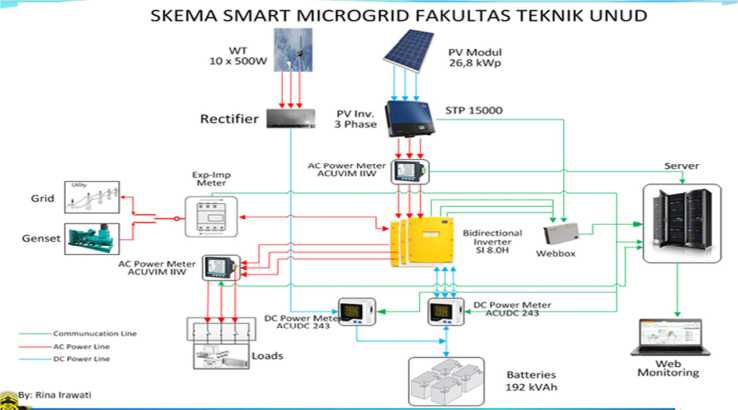 SKEMA SMART MICROGRID FAKULTAS TEKNIK UNUD
WT
10 x 500W
PV Modul
26,8 kWp
Rectifier
PV Inv.
3 Phase
STP 15000
AC Power Meter
ACUVIM IIW
Server
Exp-Imp
Meter
Utility
Grid
Genset
Bidirectional
Inverter
SI 8.0H
Webbox
AC Power Meter
ACUVIM IIW
DC Power Meter
ACUDC 243
DC Power Meter
ACUDC 243
Communucation Line
AC Power Line
DC Power Line
Loads
Web
Monitoring
Batteries
192 kVAh
By: Rina Irawati